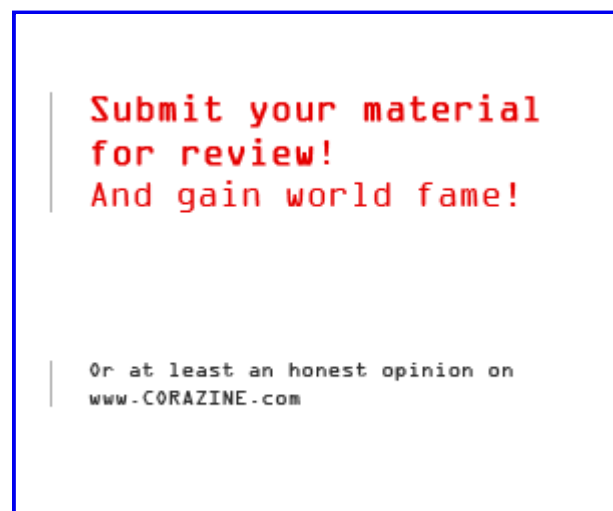 Submit your material
for review!
And gain world fame!
Or at least an honest opinion on
www.CORAZINE.com